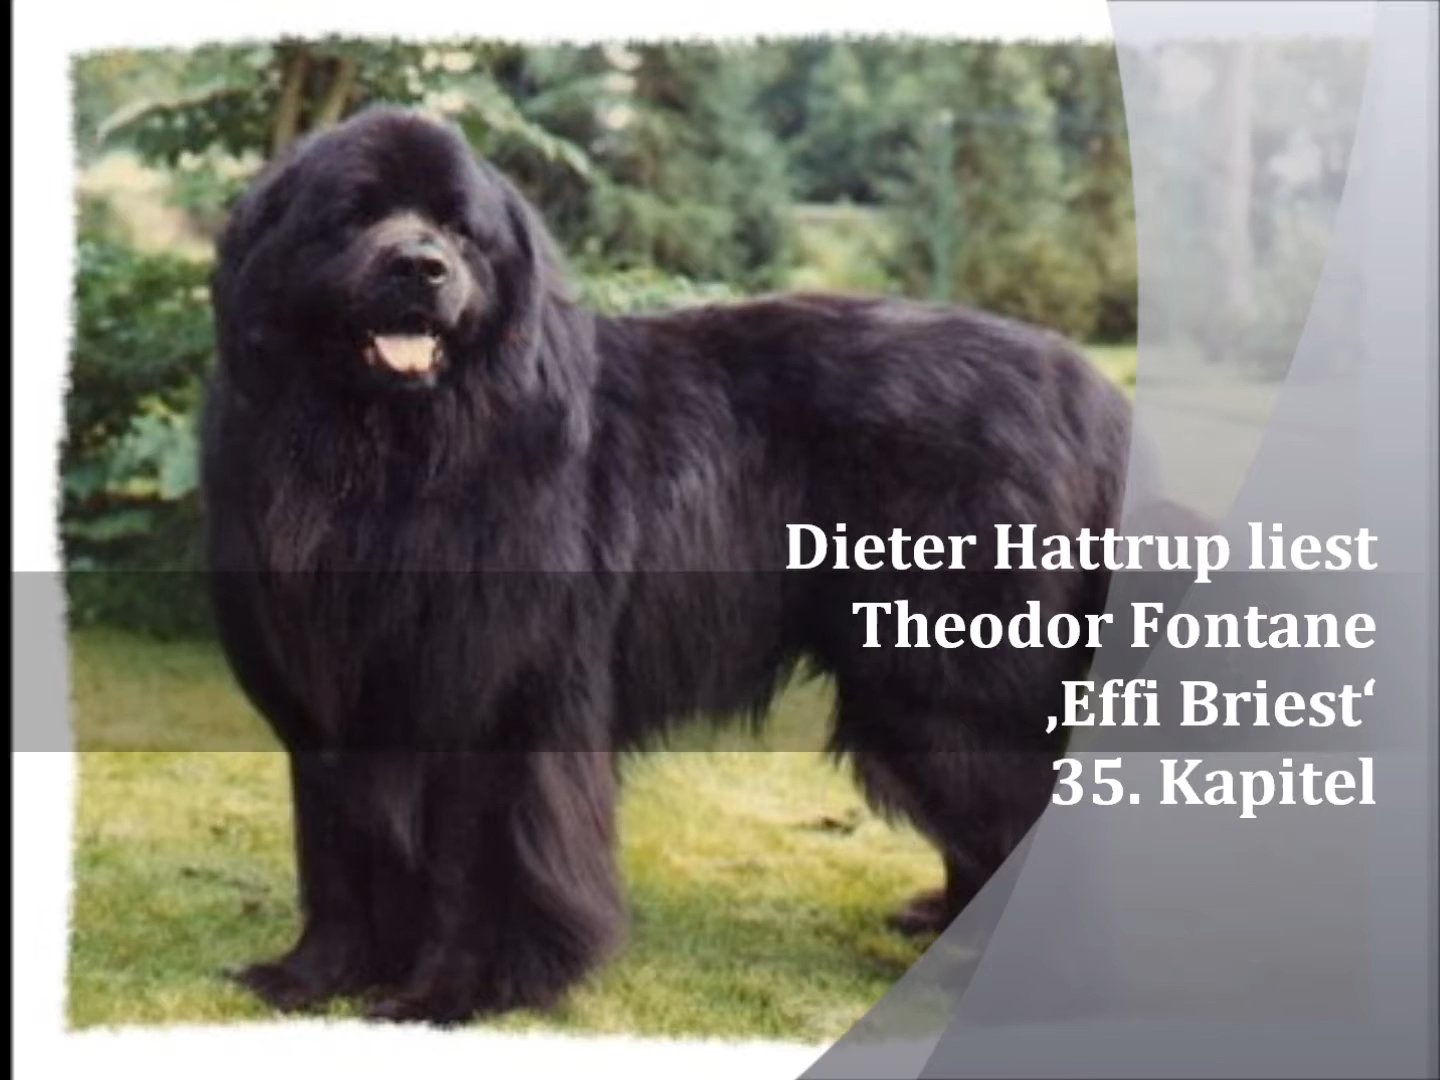 Dieter Hattrup liest
Theodor Fontane
‚Effi Briest‘
35. Kapitel